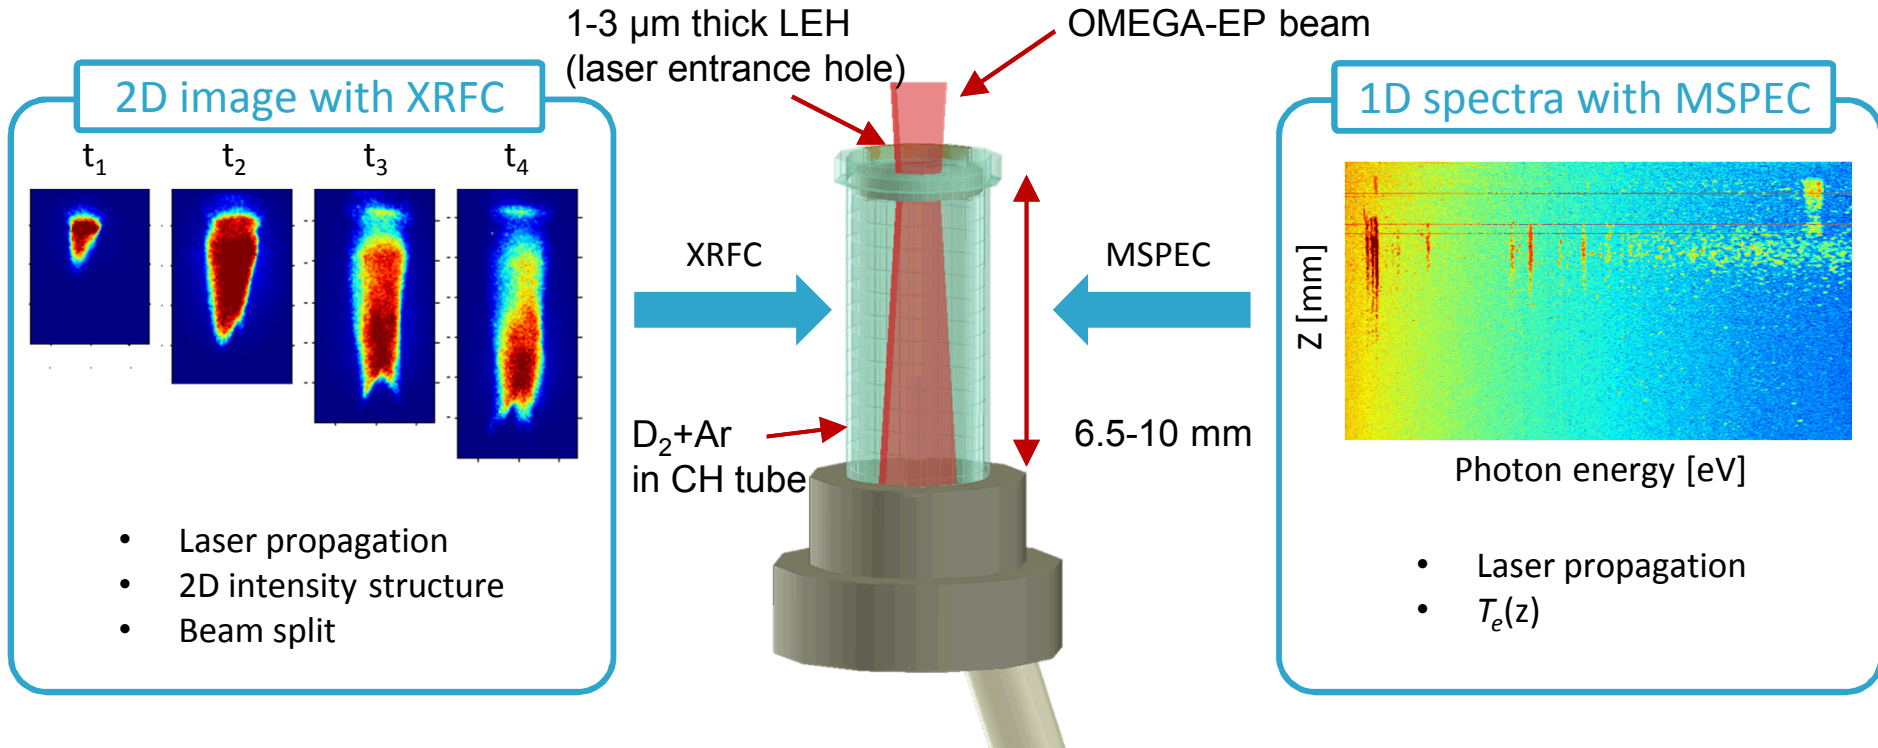 1-3 µm thick LEH
(laser entrance hole)
OMEGA-EP beam
2D image with XRFC
t1
t2
t3
t4
• Laser propagation
• 2D intensity structure
• Beam split
XRFC
MSPEC
D2+Ar
in CH tube
6.5-10 mm
1D spectra with MSPEC
Z [mm]
Photon energy [eV]
• Laser propagation
• Te(z)